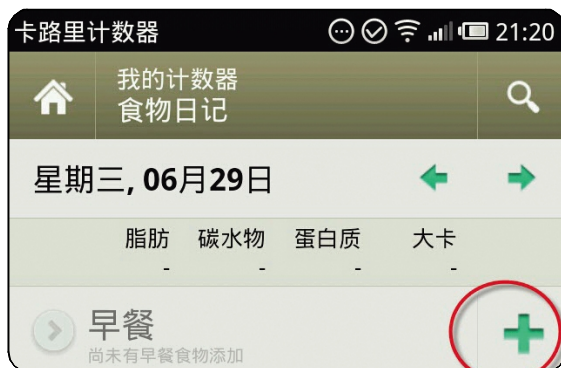 卡路里计数器 21:20
我的计数器
食物日记
星期三, 06月29日
脂肪 碳水物 蛋白质 大卡
- - - -
早餐
尚未有早餐食物添加